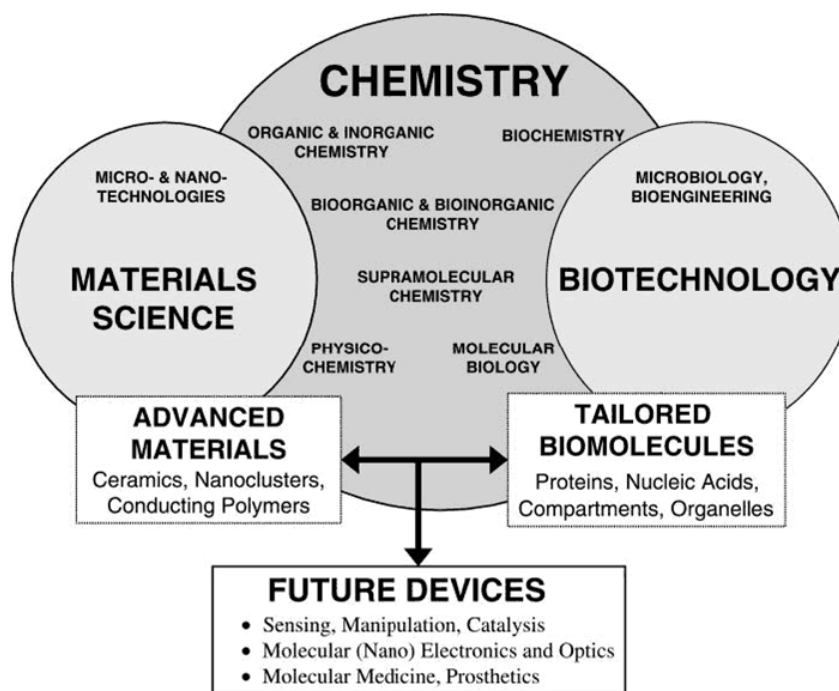 CHEMISTRY
ORGANIC & INORGANIC
CHEMISTRY
BIOCHEMISTRY
MICRO- & NANO-
TECHNOLOGIES
MICROBIOLOGY,
BIOENGINEERING
BIOORGANIC & BIOINORGANIC
CHEMISTRY
MATERIALS
SCIENCE
SUPRAMOLECULAR
CHEMISTRY
BIOTECHNOLOGY
PHYSICO-
CHEMISTRY
MOLECULAR
BIOLOGY
ADVANCED
MATERIALS
Ceramics, Nanoclusters,
Conducting Polymers
TAILORED
BIOMOLECULES
Proteins, Nucleic Acids,
Compartments, Organelles
FUTURE DEVICES
• Sensing, Manipulation, Catalysis
• Molecular (Nano) Electronics and Optics
• Molecular Medicine, Prosthetics